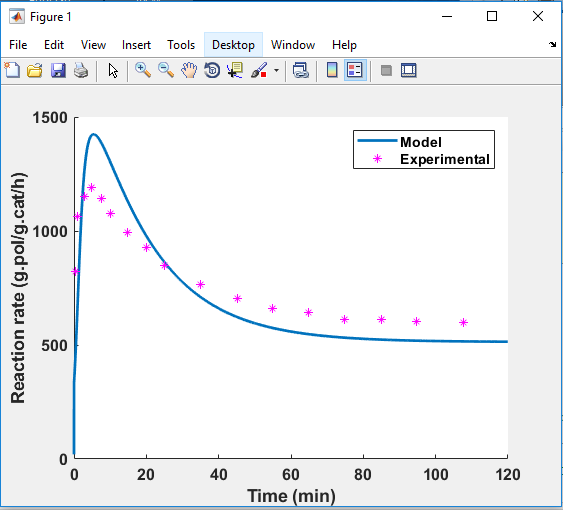 Figure 1
File Edit View Insert Tools Desktop Window Help
1500
1000
500
0
Reaction rate (g.pol/g.cat/h)
Model
Experimental
0 20 40 60 80 100 120
Time (min)